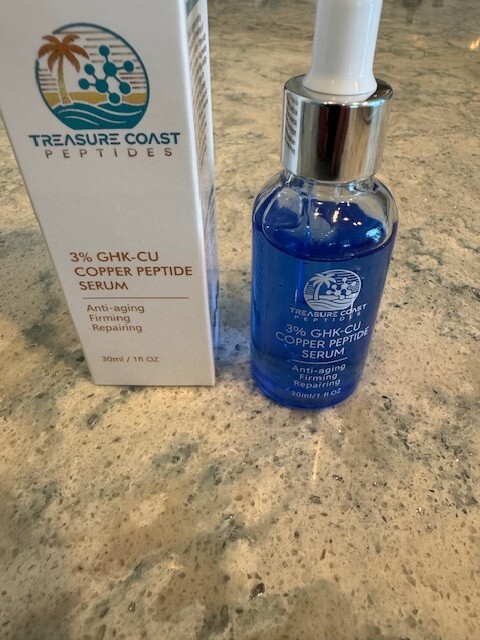 TREASURE COAST
PEPTIDES
3% GHK-CU
COPPER PEPTIDE
SERUM
Anti-aging
Firming
Repairing
30ml / 1fl OZ
TREASURE COAST
PEPTIDES
3% GHK-CU
COPPER PEPTIDE
SERUM
Anti-aging
Firming
Repairing
30ml/1 fl OZ